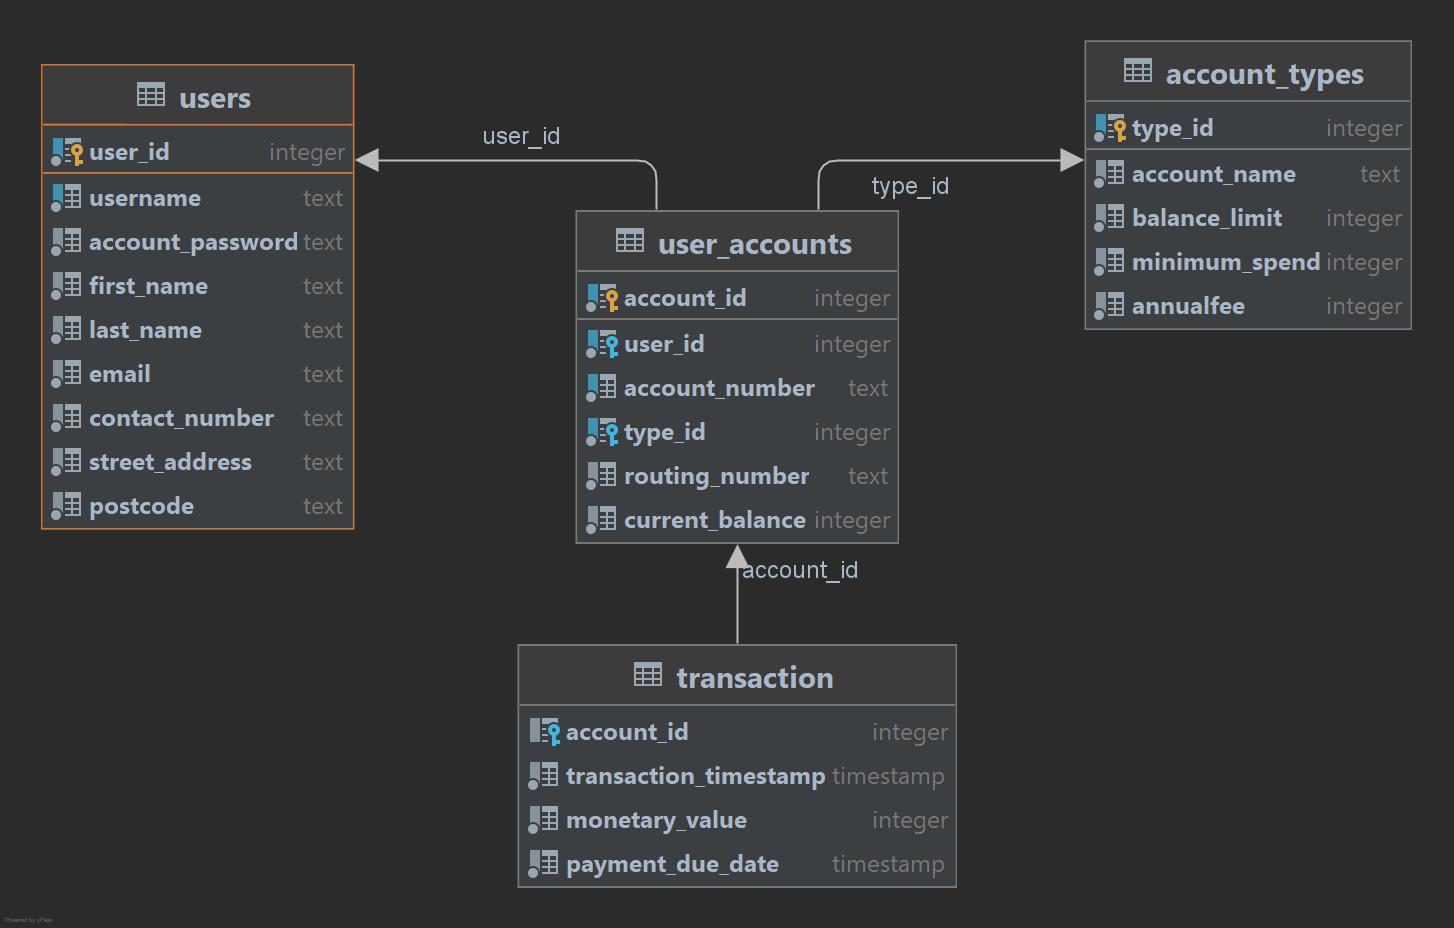 users
user_id integer
username text
account_password text
first_name text
last_name text
email text
contact_number text
street_address text
postcode text
user_id
type_id
account_types
type_id integer
account_name text
balance_limit integer
minimum_spend integer
annualfee integer
user_accounts
account_id integer
user_id integer
account_number text
type_id integer
routing_number text
current_balance integer
account_id
transaction
account_id integer
transaction_timestamp timestamp
monetary_value integer
payment_due_date timestamp
Powered by yFiles